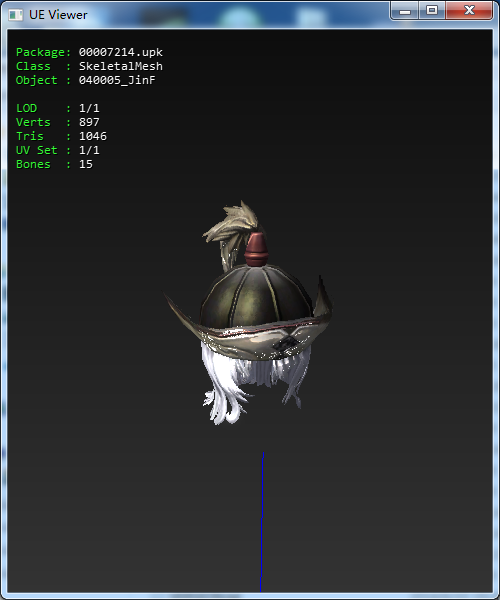 UE Viewer
Package: 00007214.upk
Class : SkeletalMesh
Object : 040005_JinF
LOD : 1/1
Verts : 897
Tris : 1046
UV Set : 1/1
Bones : 15